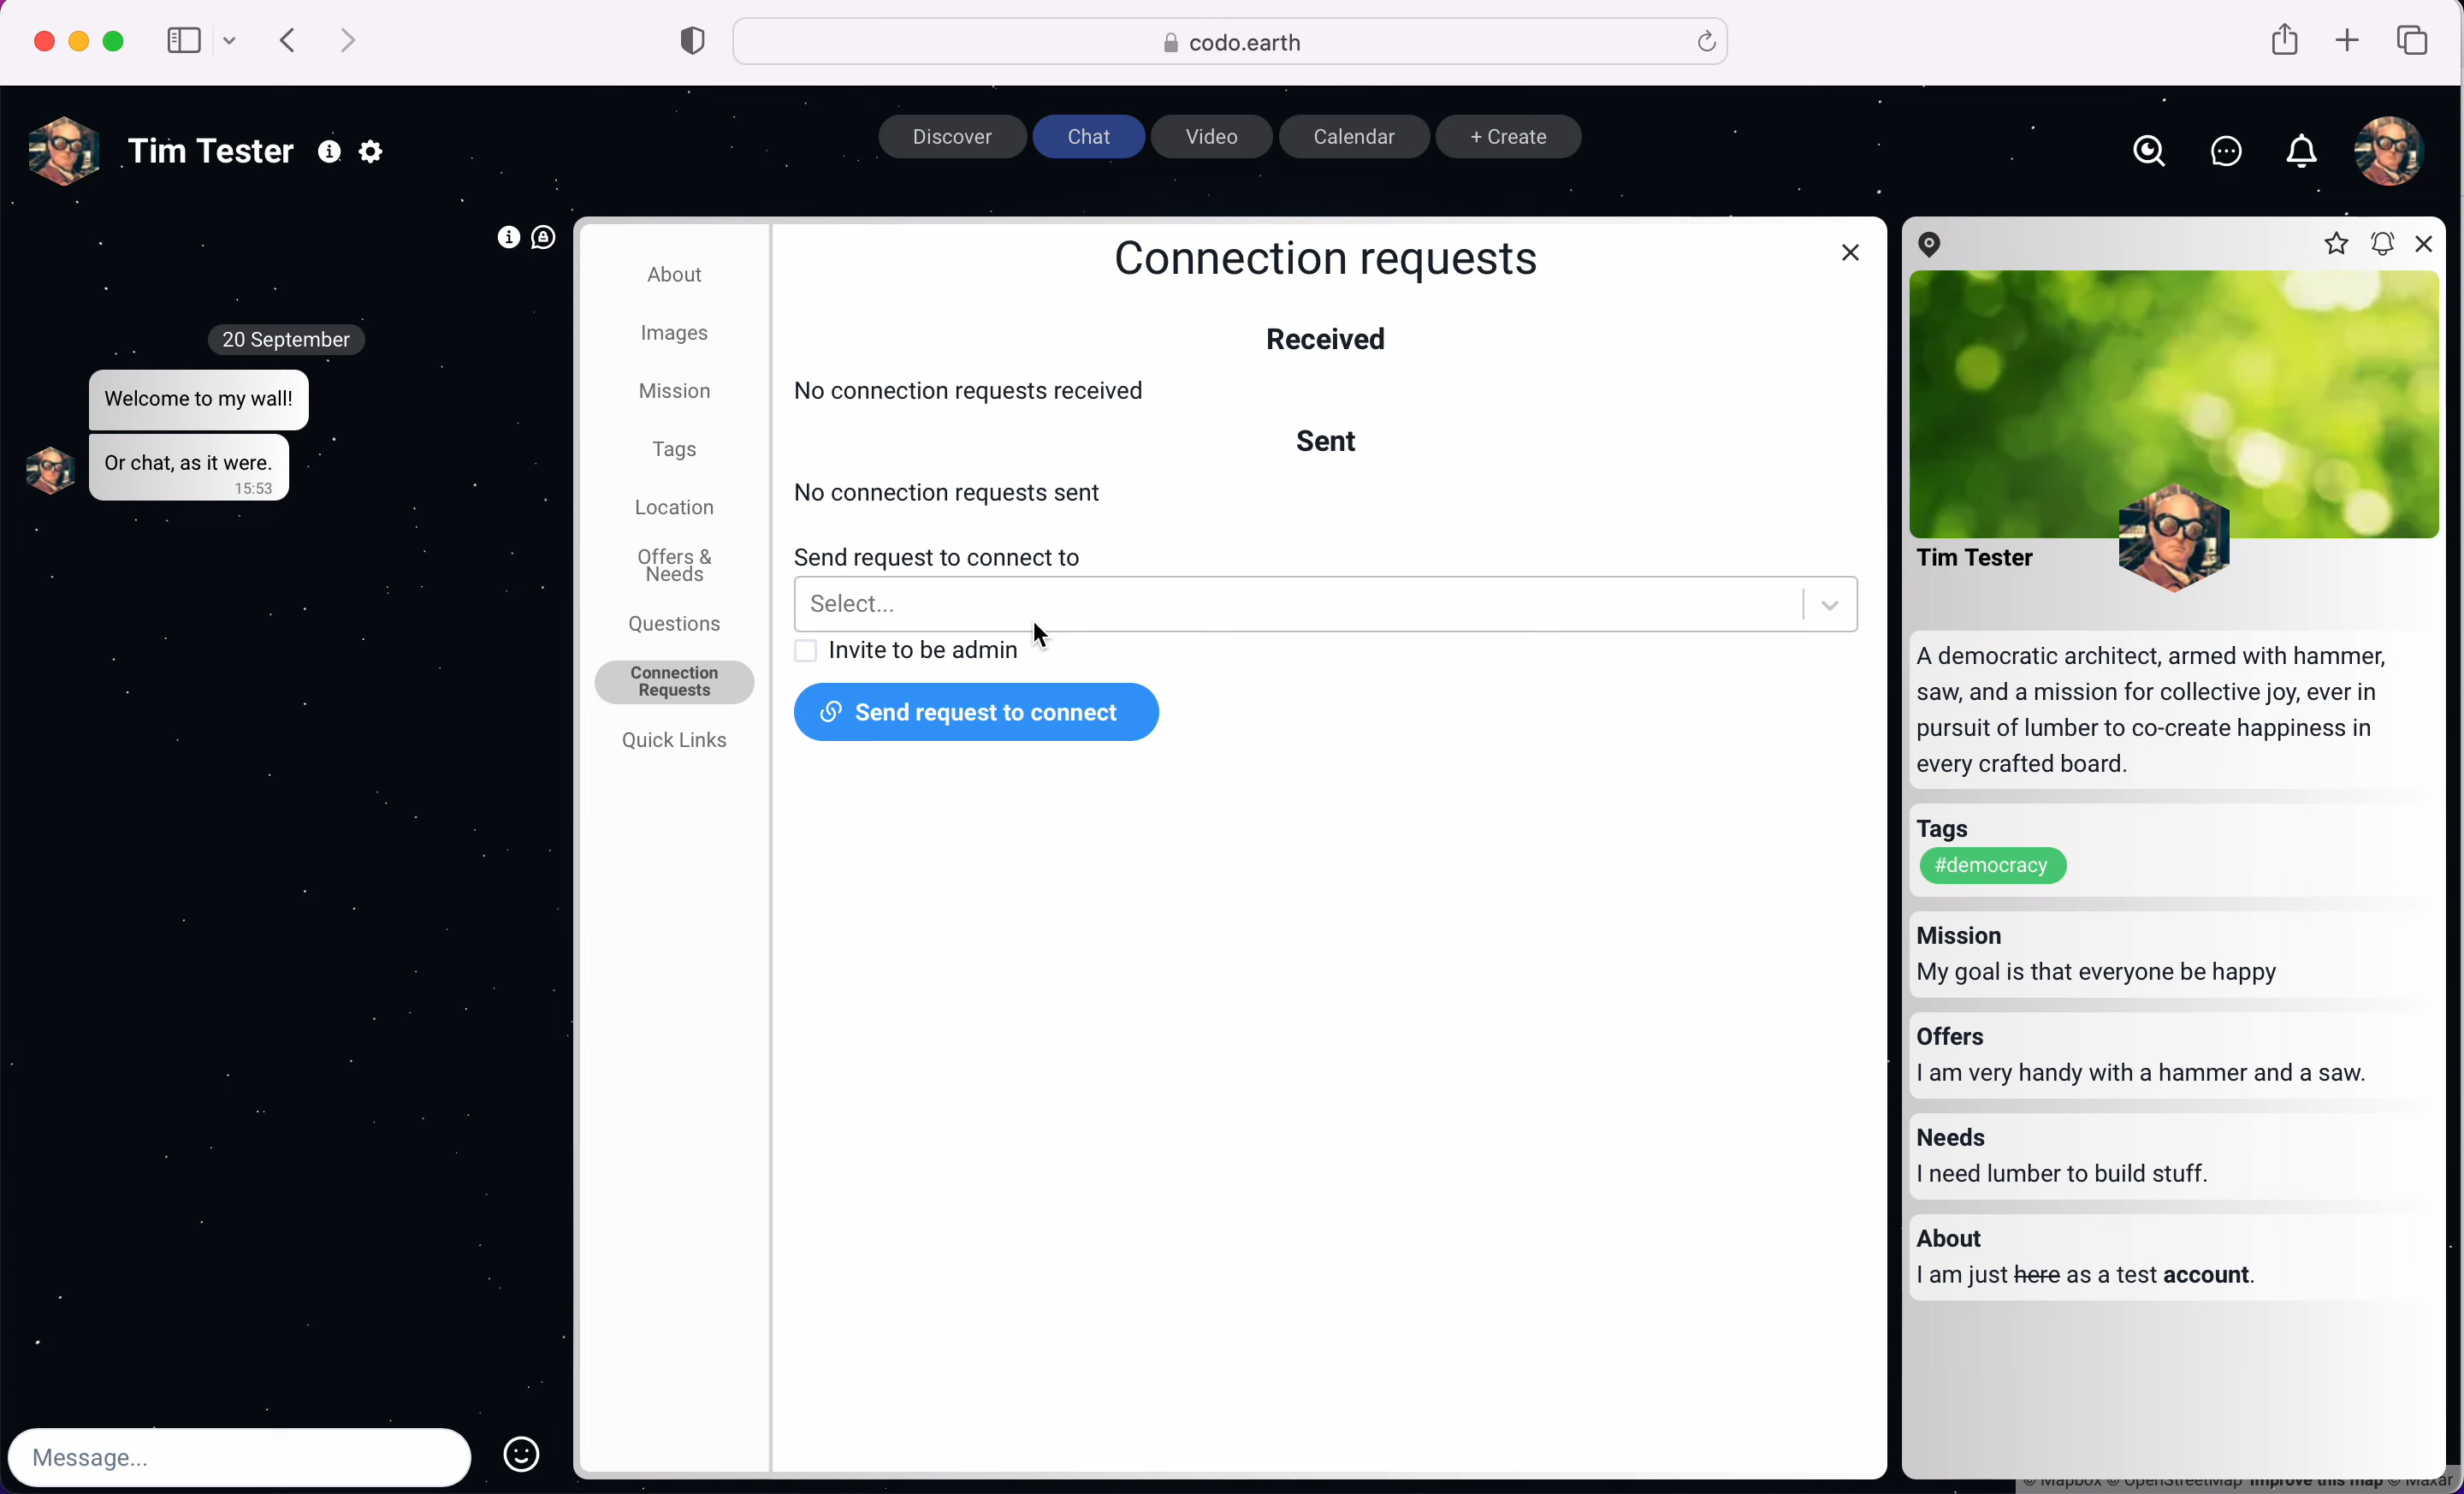 codo.earth
Tim Tester
Discover
Chat
Video
Calendar
+ Create
20 September
Welcome to my wall!
Or chat, as it were.
15:53
Message...
About
Images
Mission
Tags
Location
Offers &
Needs
Questions
Connection
Requests
Quick Links
Connection requests
Received
No connection requests received
Sent
No connection requests sent
Send request to connect to
Select...
Invite to be admin
Send request to connect
Tim Tester
A democratic architect, armed with hammer,
saw, and a mission for collective joy, ever in
pursuit of lumber to co-create happiness in
every crafted board.
Tags
#democracy
Mission
My goal is that everyone be happy
Offers
I am very handy with a hammer and a saw.
Needs
I need lumber to build stuff.
About
I am just here as a test account.
© Mapbox © OpenStreetMap Improve this map © Maxar